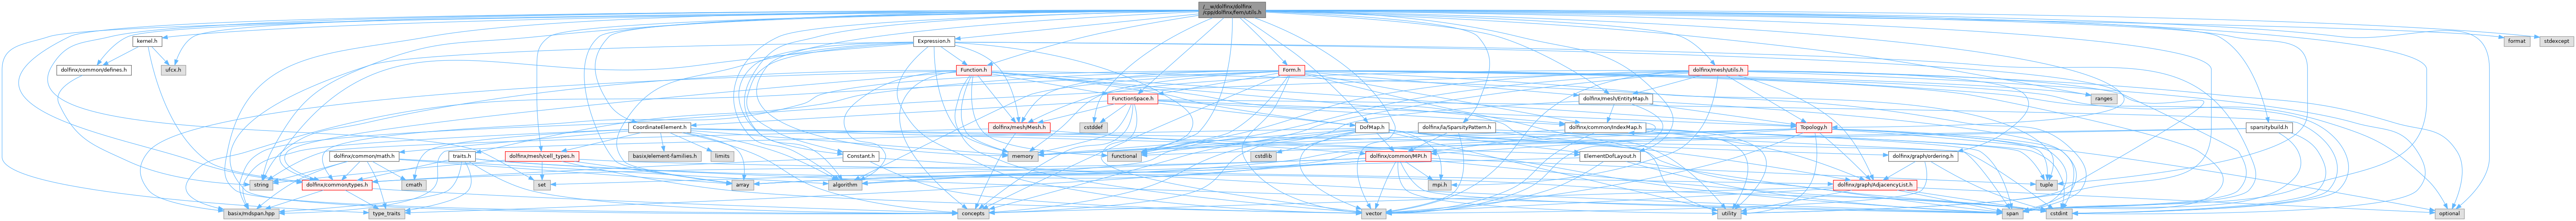 /__w/dolfinx/dolfinx
/cpp/dolfinx/fem/utils.h
kernel.h
Expression.h
format
stdexcept
dolfinx/common/defines.h
ufcx.h
Function.h
Form.h
dolfinx/mesh/utils.h
FunctionSpace.h
dolfinx/mesh/EntityMap.h
ranges
CoordinateElement.h
dolfinx/mesh/Mesh.h
cstddef
DofMap.h
dolfinx/la/SparsityPattern.h
dolfinx/common/IndexMap.h
Topology.h
sparsitybuild.h
dolfinx/common/math.h
traits.h
dolfinx/mesh/cell_types.h
basix/element-families.h
limits
Constant.h
memory
functional
cstdlib
dolfinx/common/MPI.h
ElementDofLayout.h
dolfinx/graph/ordering.h
string
dolfinx/common/types.h
cmath
set
array
algorithm
mpi.h
dolfinx/graph/AdjacencyList.h
tuple
basix/mdspan.hpp
type_traits
concepts
vector
utility
span
cstdint
optional